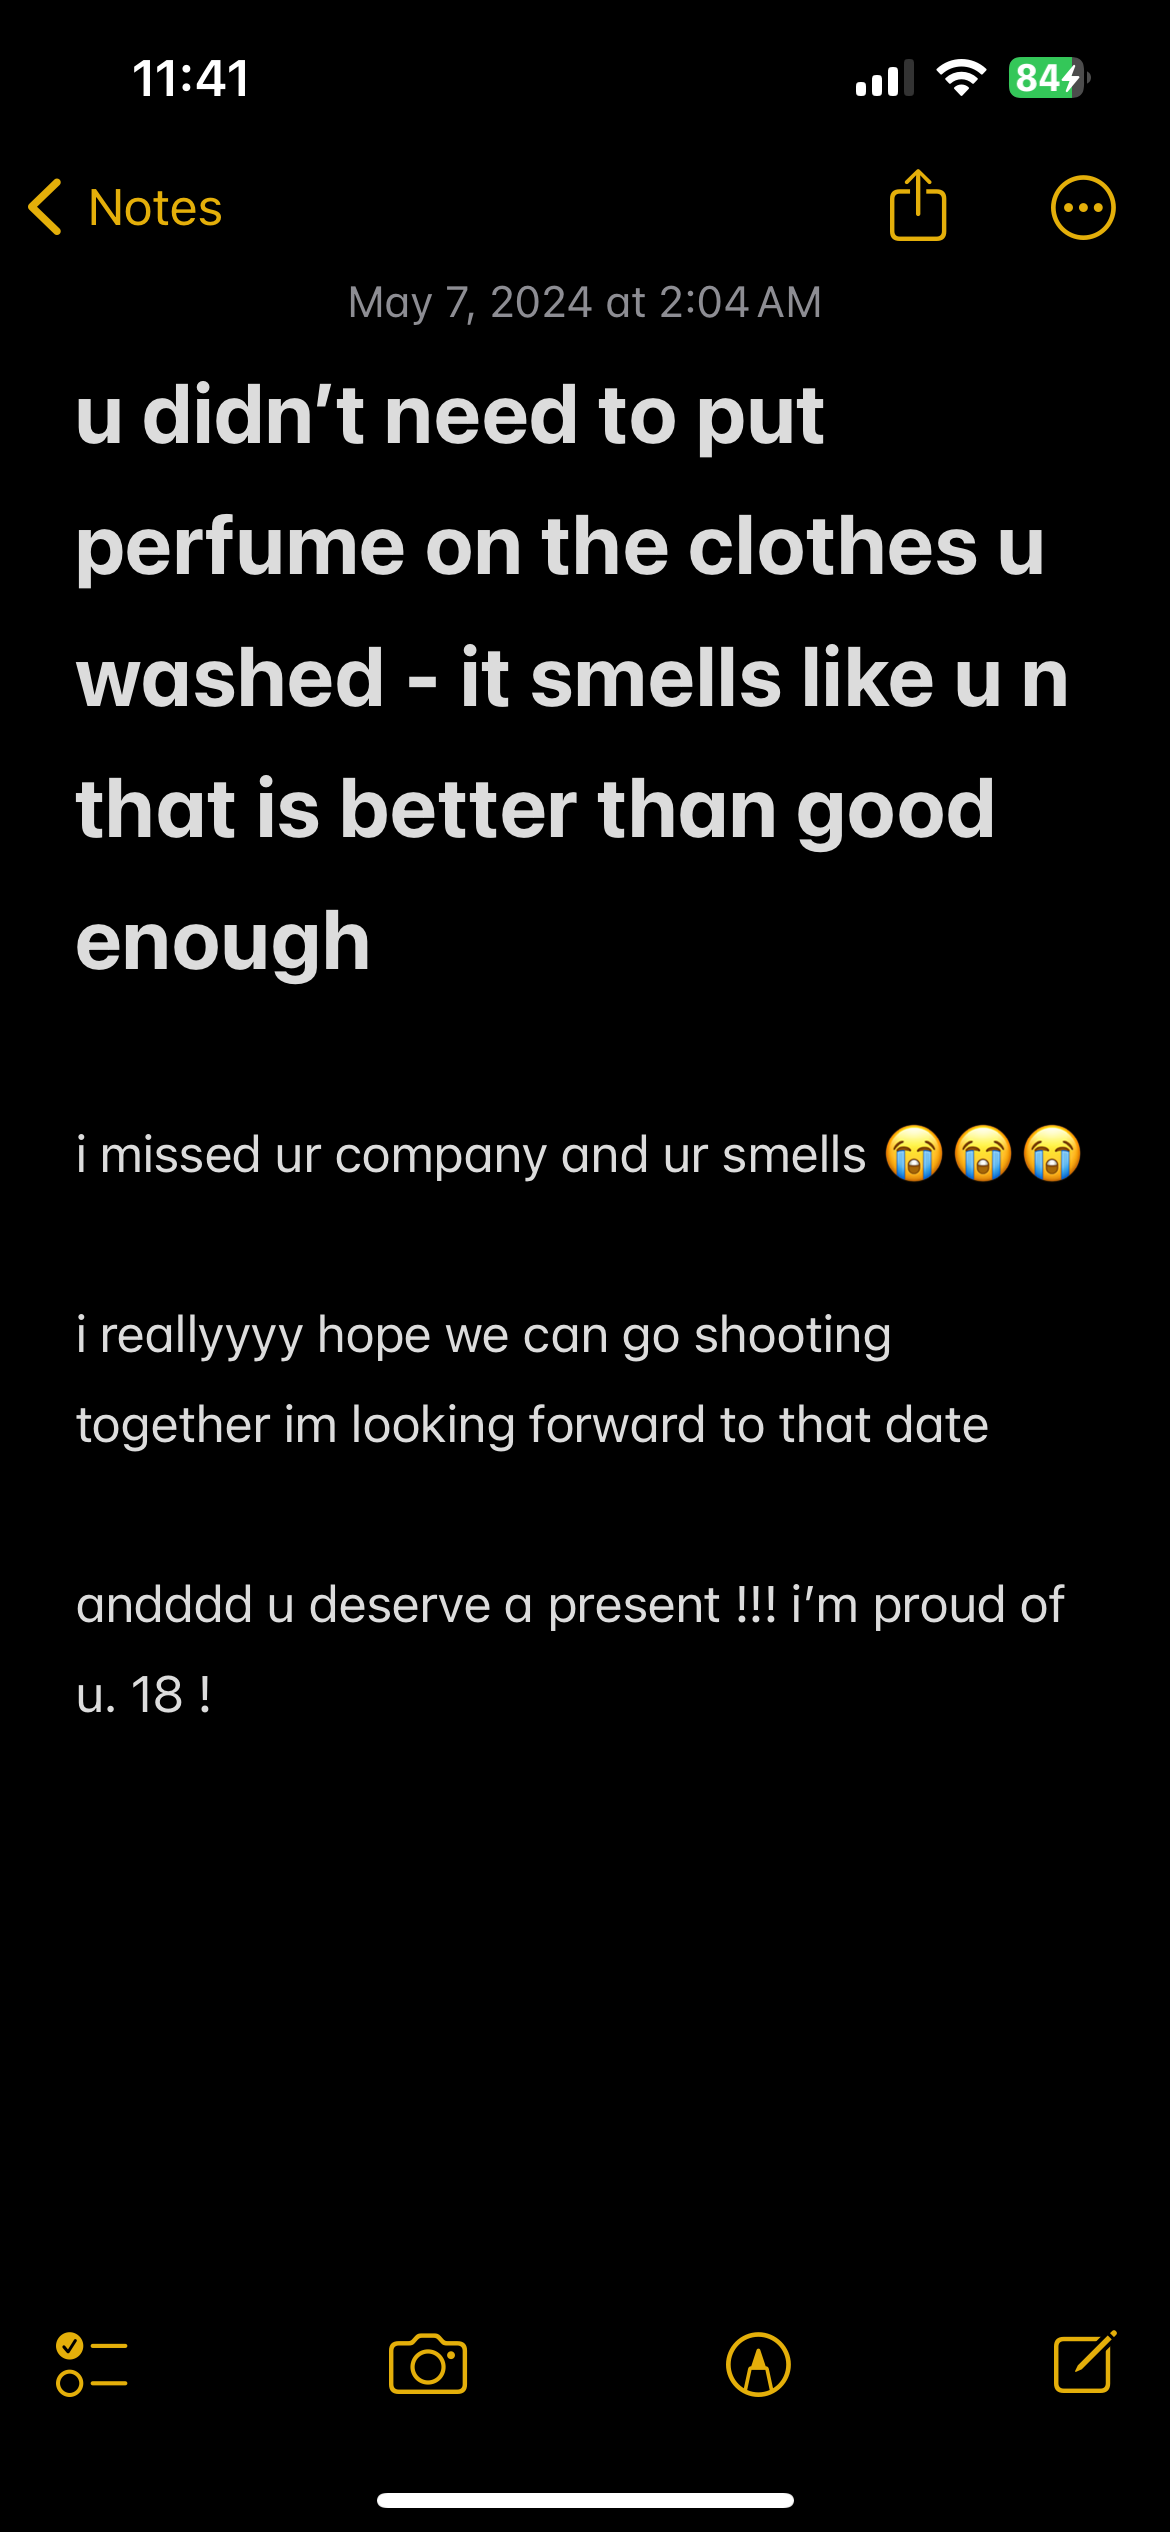 11:41
84
Notes
May 7, 2024 at 2:04 AM
u didn’t need to put
perfume on the clothes u
washed - it smells like u n
that is better than good
enough
i missed ur company and ur smells 😭😭😭
i reallyyyy hope we can go shooting
together im looking forward to that date
andddd u deserve a present !!! i’m proud of
u. 18 !